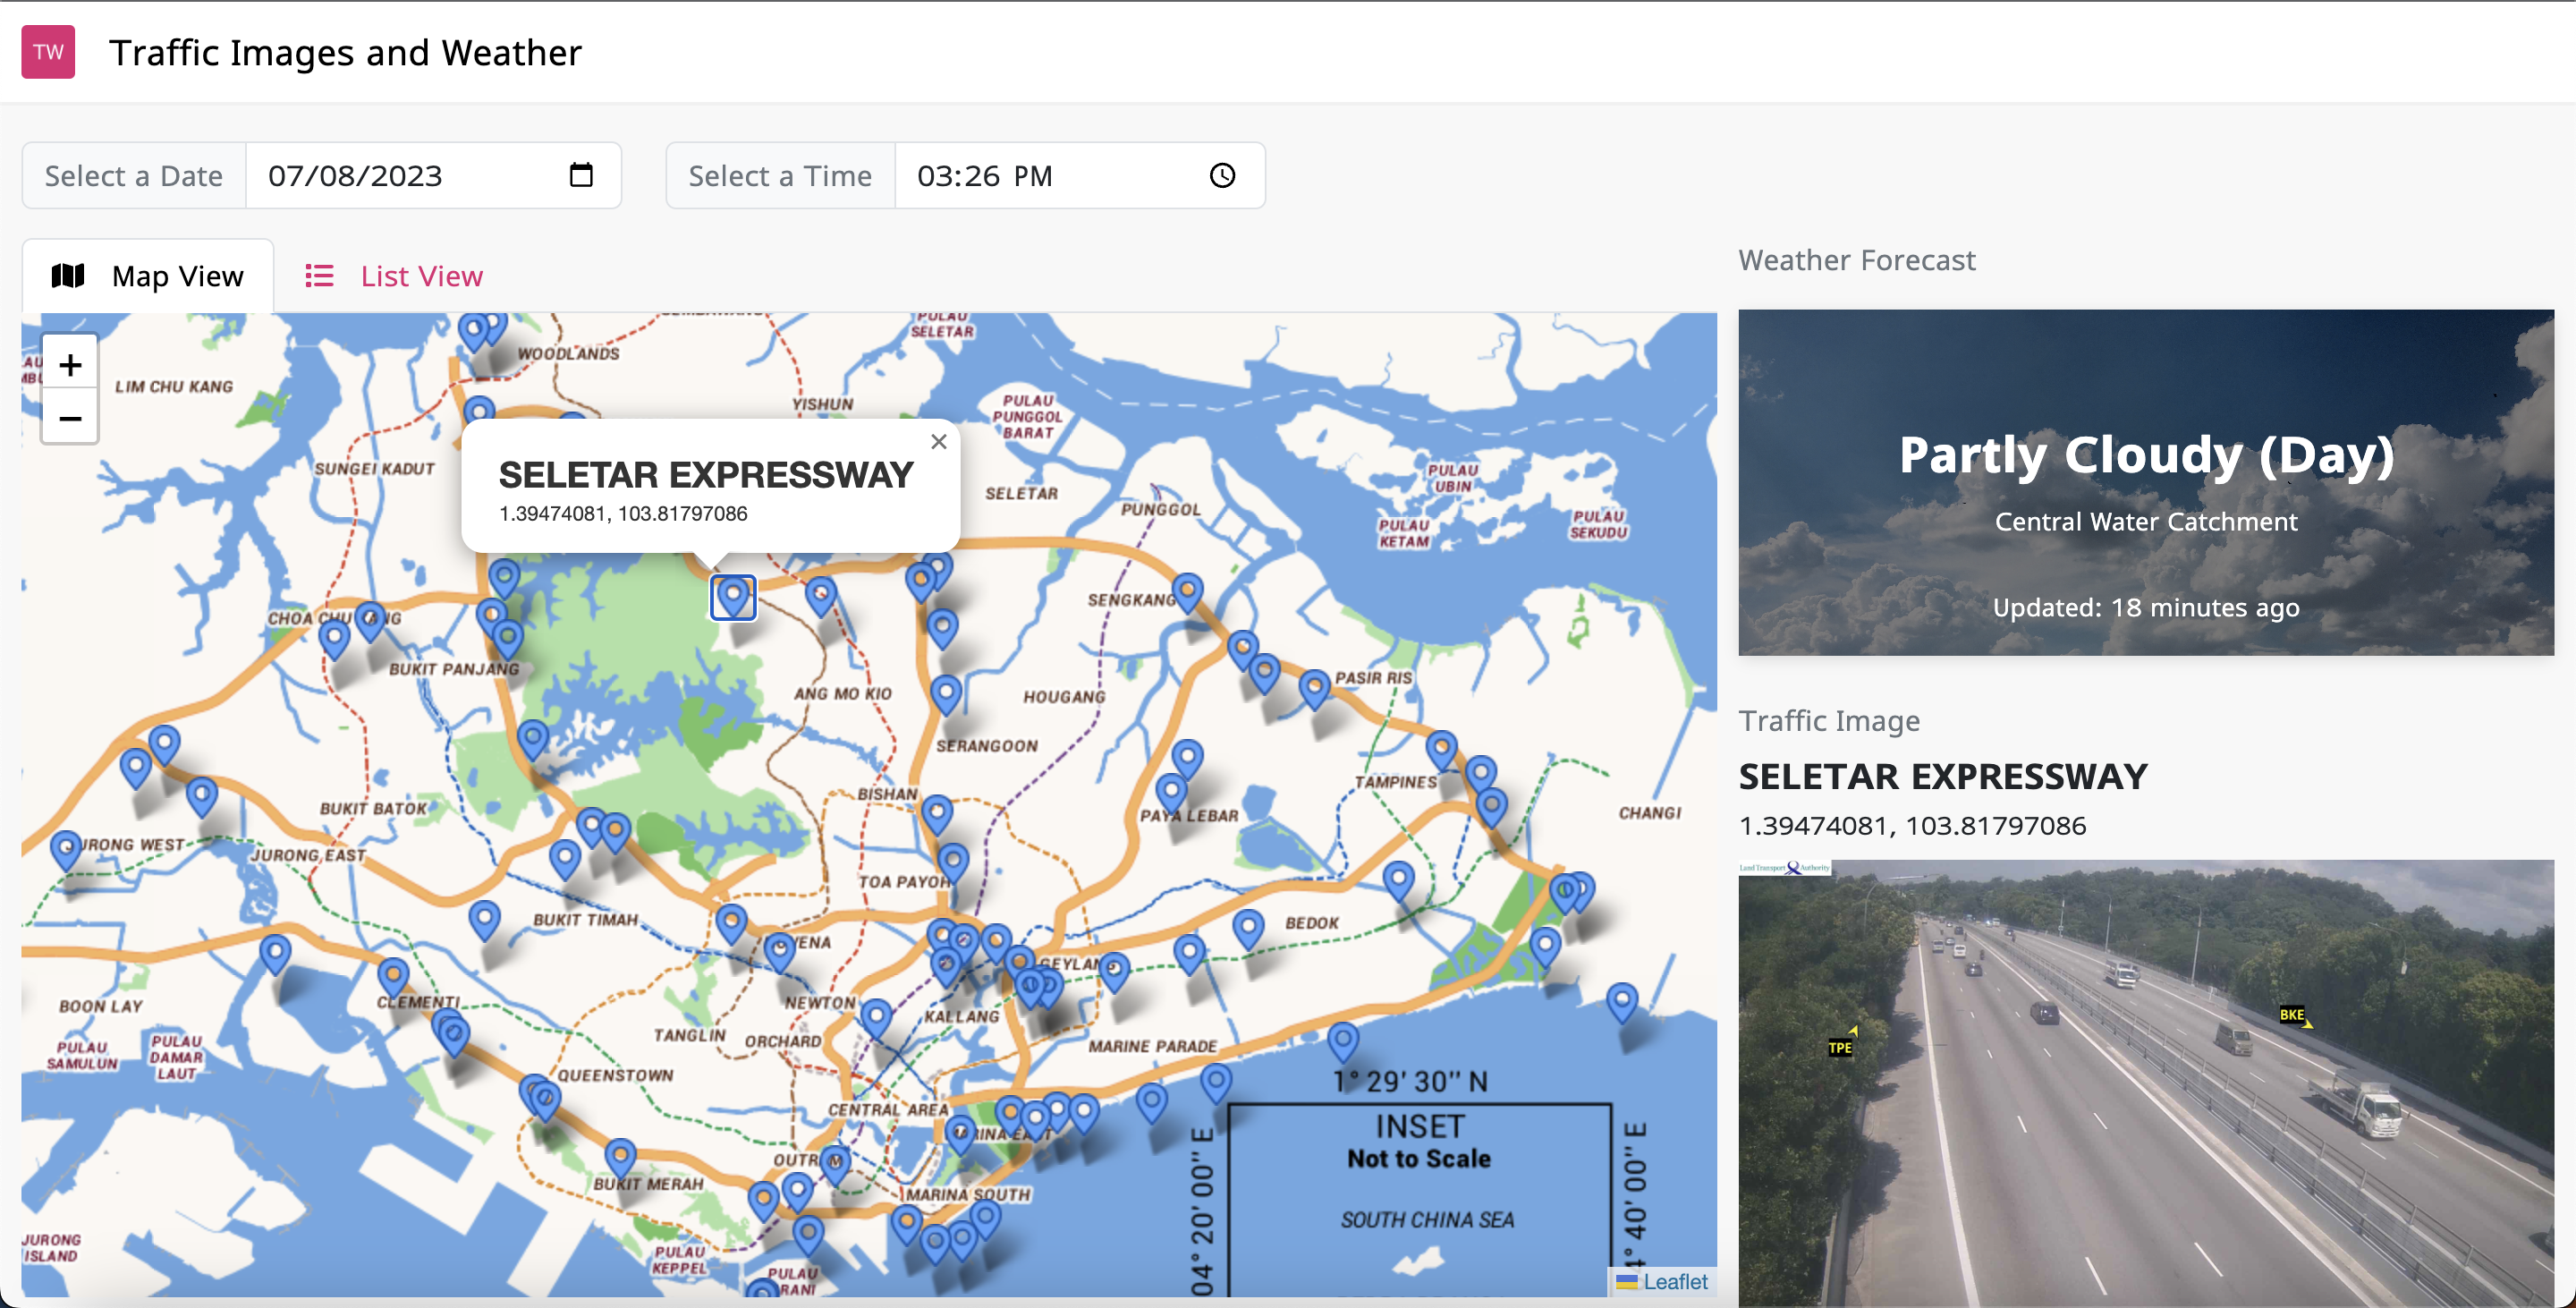 TW
Traffic Images and Weather
Select a Date
07/08/2023
Select a Time
03:26 PM
Map View
List View
+
−
SELETAR EXPRESSWAY
1.39474081, 103.81797086
×
PULAU
SELETAR
WOODLANDS
LIM CHU KANG
YISHUN
PULAU
PUNGGOL
BARAT
SUNGEI KADUT
SELETAR
PUNGGOL
PULAU
UBIN
PULAU
KETAM
PULAU
SEKUDU
CHOA CHU
SENGKANG
BUKIT PANJANG
ANG MO KIO
HOUGANG
PASIR RIS
SERANGOON
BUKIT BATOK
BISHAN
TAMPINES
PAYA LEBAR
CHANGI
JURONG EAST
TOA PAYOH
BUKIT TIMAH
BEDOK
GEYLANG
BOON LAY
CLEMENTI
NEWTON
KALLANG
TANGLIN
ORCHARD
MARINE PARADE
PULAU
SAMULUN
PULAU
DAMAR
LAUT
QUEENSTOWN
CENTRAL AREA
BUKIT MERAH
MARINA SOUTH
JURONG
ISLAND
PULAU
KEPPEL
PULAU
1° 29' 30" N
INSET
Not to Scale
SOUTH CHINA SEA
04° 20' 00" E
4° 40' 00" E
Leaflet
Weather Forecast
Partly Cloudy (Day)
Central Water Catchment
Updated: 18 minutes ago
Traffic Image
SELETAR EXPRESSWAY
1.39474081, 103.81797086
Land Transport Authority
TPE
BKE